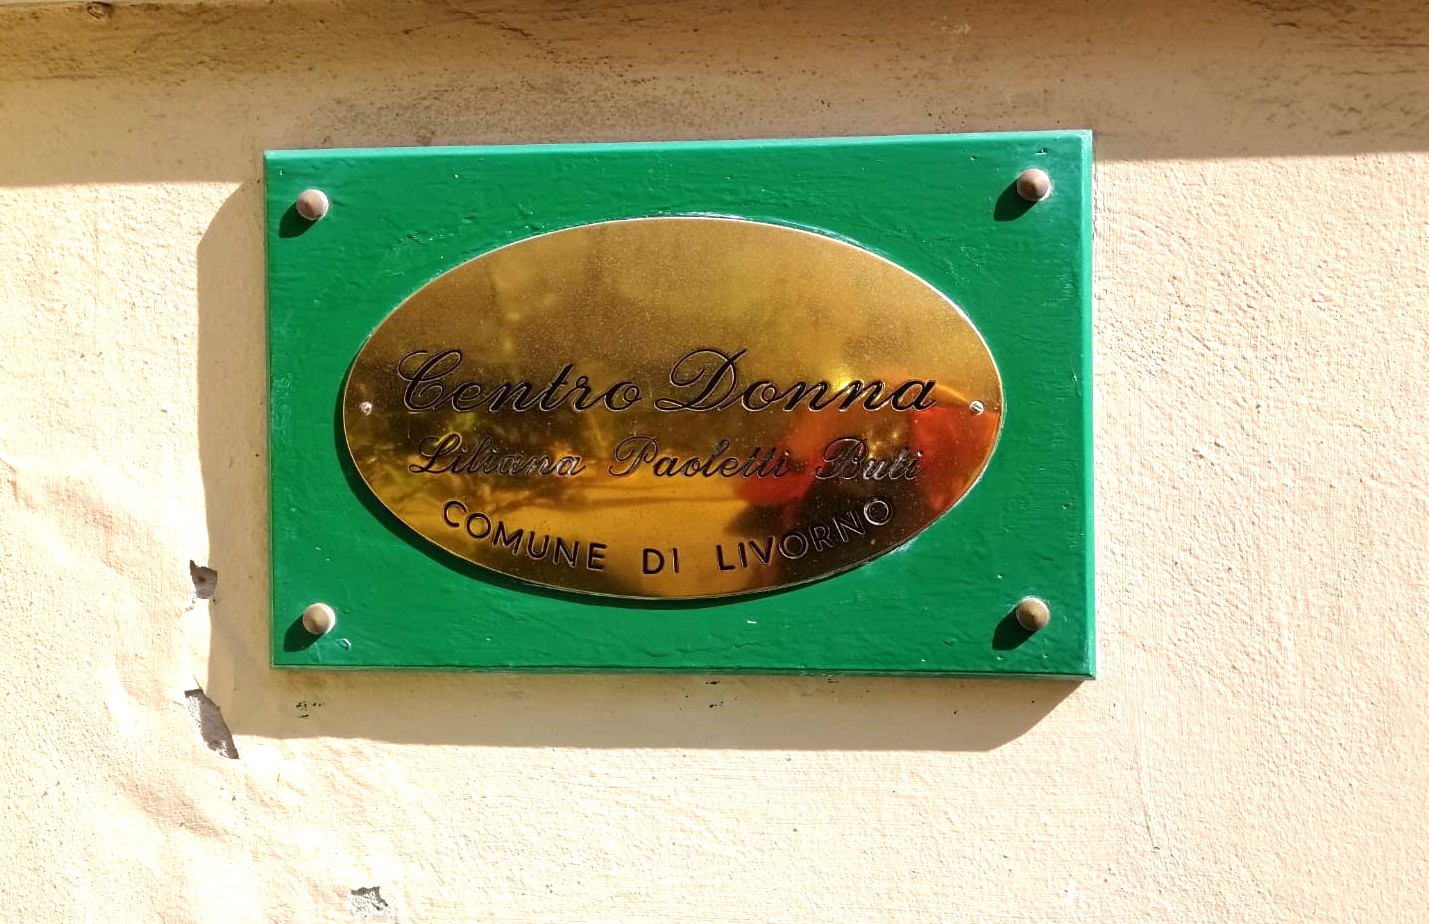 Centro Donna
Liliana Paoletti Buti
COMUNE DI LIVORNO